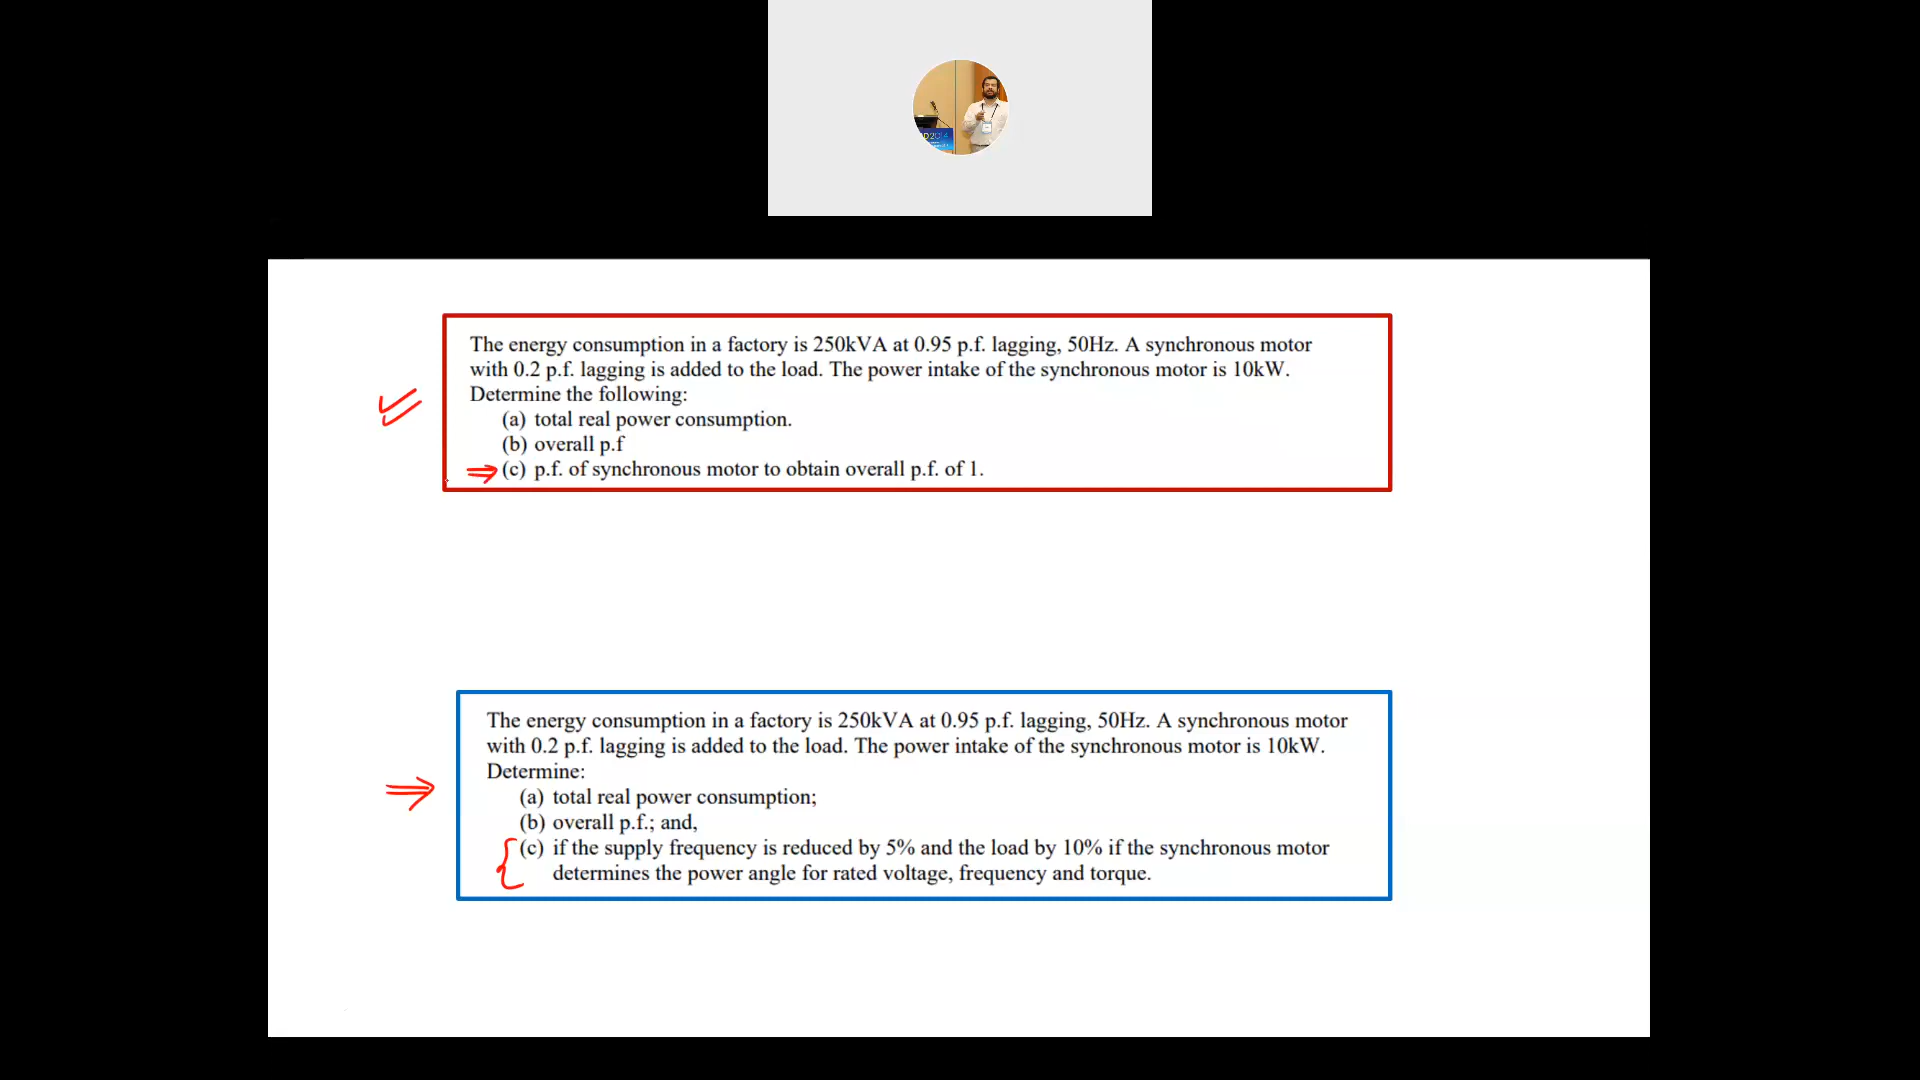 D2014
The energy consumption in a factory is 250kVA at 0.95 p.f. lagging, 50Hz. A synchronous motor
with 0.2 p.f. lagging is added to the load. The power intake of the synchronous motor is 10kW.
Determine the following:
(a) total real power consumption.
(b) overall p.f
(c) p.f. of synchronous motor to obtain overall p.f. of 1.
The energy consumption in a factory is 250kVA at 0.95 p.f. lagging, 50Hz. A synchronous motor
with 0.2 p.f. lagging is added to the load. The power intake of the synchronous motor is 10kW.
Determine:
(a) total real power consumption;
(b) overall p.f.; and,
(c) if the supply frequency is reduced by 5% and the load by 10% if the synchronous motor
determines the power angle for rated voltage, frequency and torque.